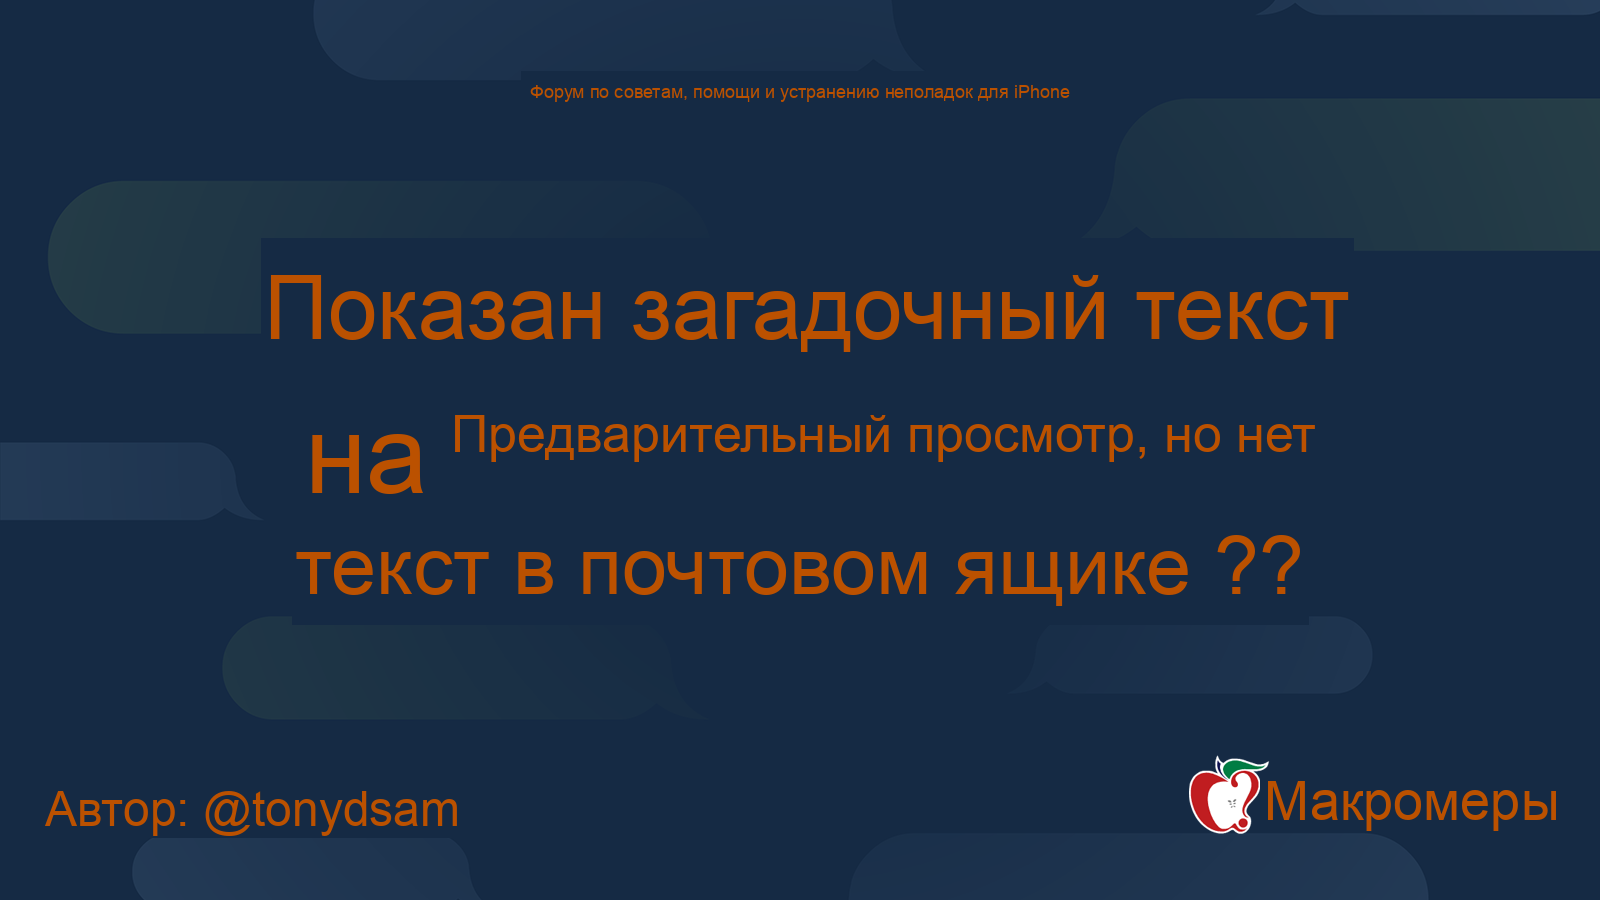 Форум по советам, помощи и устранению неполадок для iPhone
Показан загадочный текст
на Предварительный просмотр, но нет
текст в почтовом ящике ??
Автор: @tonydsam
Макромеры